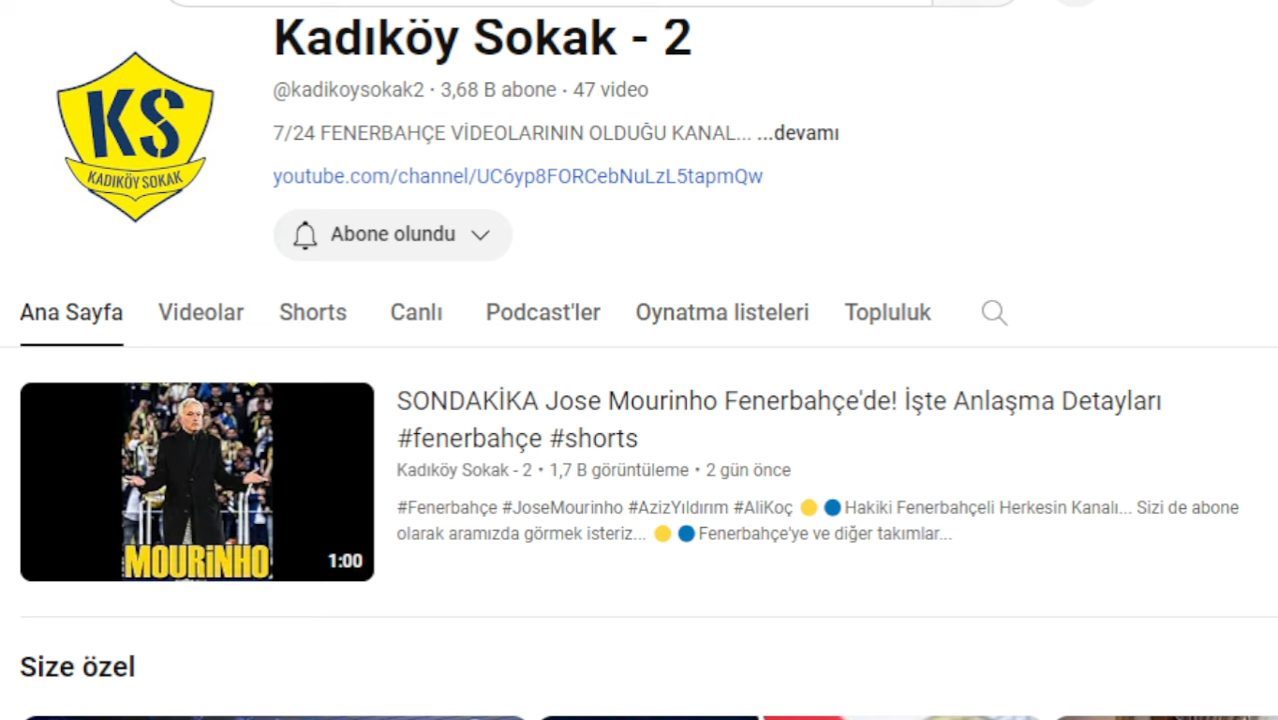 Kadıköy Sokak - 2
KS
KADIKÖY SOKAK
@kadikoysokak2 · 3,68 B abone · 47 video
7/24 FENERBAHÇE VİDEOLARININ OLDUĞU KANAL... ...devamı
youtube.com/channel/UC6yp8FORCebNuLzL5tapmQw
Abone olundu
Ana Sayfa Videolar Shorts Canlı Podcast'ler Oynatma listeleri Topluluk
SONDAKİKA Jose Mourinho Fenerbahçe'de! İşte Anlaşma Detayları
#fenerbahçe #shorts
Kadıköy Sokak - 2 • 1,7 B görüntüleme • 2 gün önce
#Fenerbahçe #JoseMourinho #AzizYıldırım #AliKoç 🟡 🔵 Hakiki Fenerbahçeli Herkesin Kanalı... Sizi de abone
olarak aramızda görmek isteriz... 🟡 🔵 Fenerbahçe'ye ve diğer takımlar...
MOURiNHO
1:00
Size özel